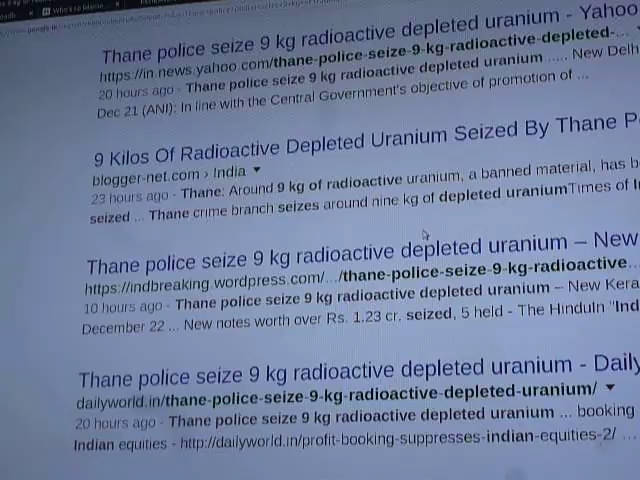 Who's to blame
Thane police seize 9 kg radioactive depleted uranium - Yahoo
https://in.news.yahoo.com/thane-police-seize-9-kg-radioactive-depleted-...
20 hours ago - Thane police seize 9 kg radioactive depleted uranium ..... New Delh
Dec 21 (ANI): In line with the Central Government's objective of promotion of ...
9 Kilos Of Radioactive Depleted Uranium Seized By Thane P
blogger-net.com › India
23 hours ago - Thane: Around 9 kg of radioactive uranium, a banned material, has b
seized ... Thane crime branch seizes around nine kg of depleted uraniumTimes of I
Thane police seize 9 kg radioactive depleted uranium – New
https://indbreaking.wordpress.com/.../thane-police-seize-9-kg-radioactive...
10 hours ago - Thane police seize 9 kg radioactive depleted uranium – New Kera
December 22 ... New notes worth over Rs. 1.23 cr. seized, 5 held - The HinduIn "Ind
Thane police seize 9 kg radioactive depleted uranium - Daily
dailyworld.in/thane-police-seize-9-kg-radioactive-depleted-uranium/
20 hours ago - Thane police seize 9 kg radioactive depleted uranium ... booking
Indian equities - http://dailyworld.in/profit-booking-suppresses-indian-equities-2/ ...